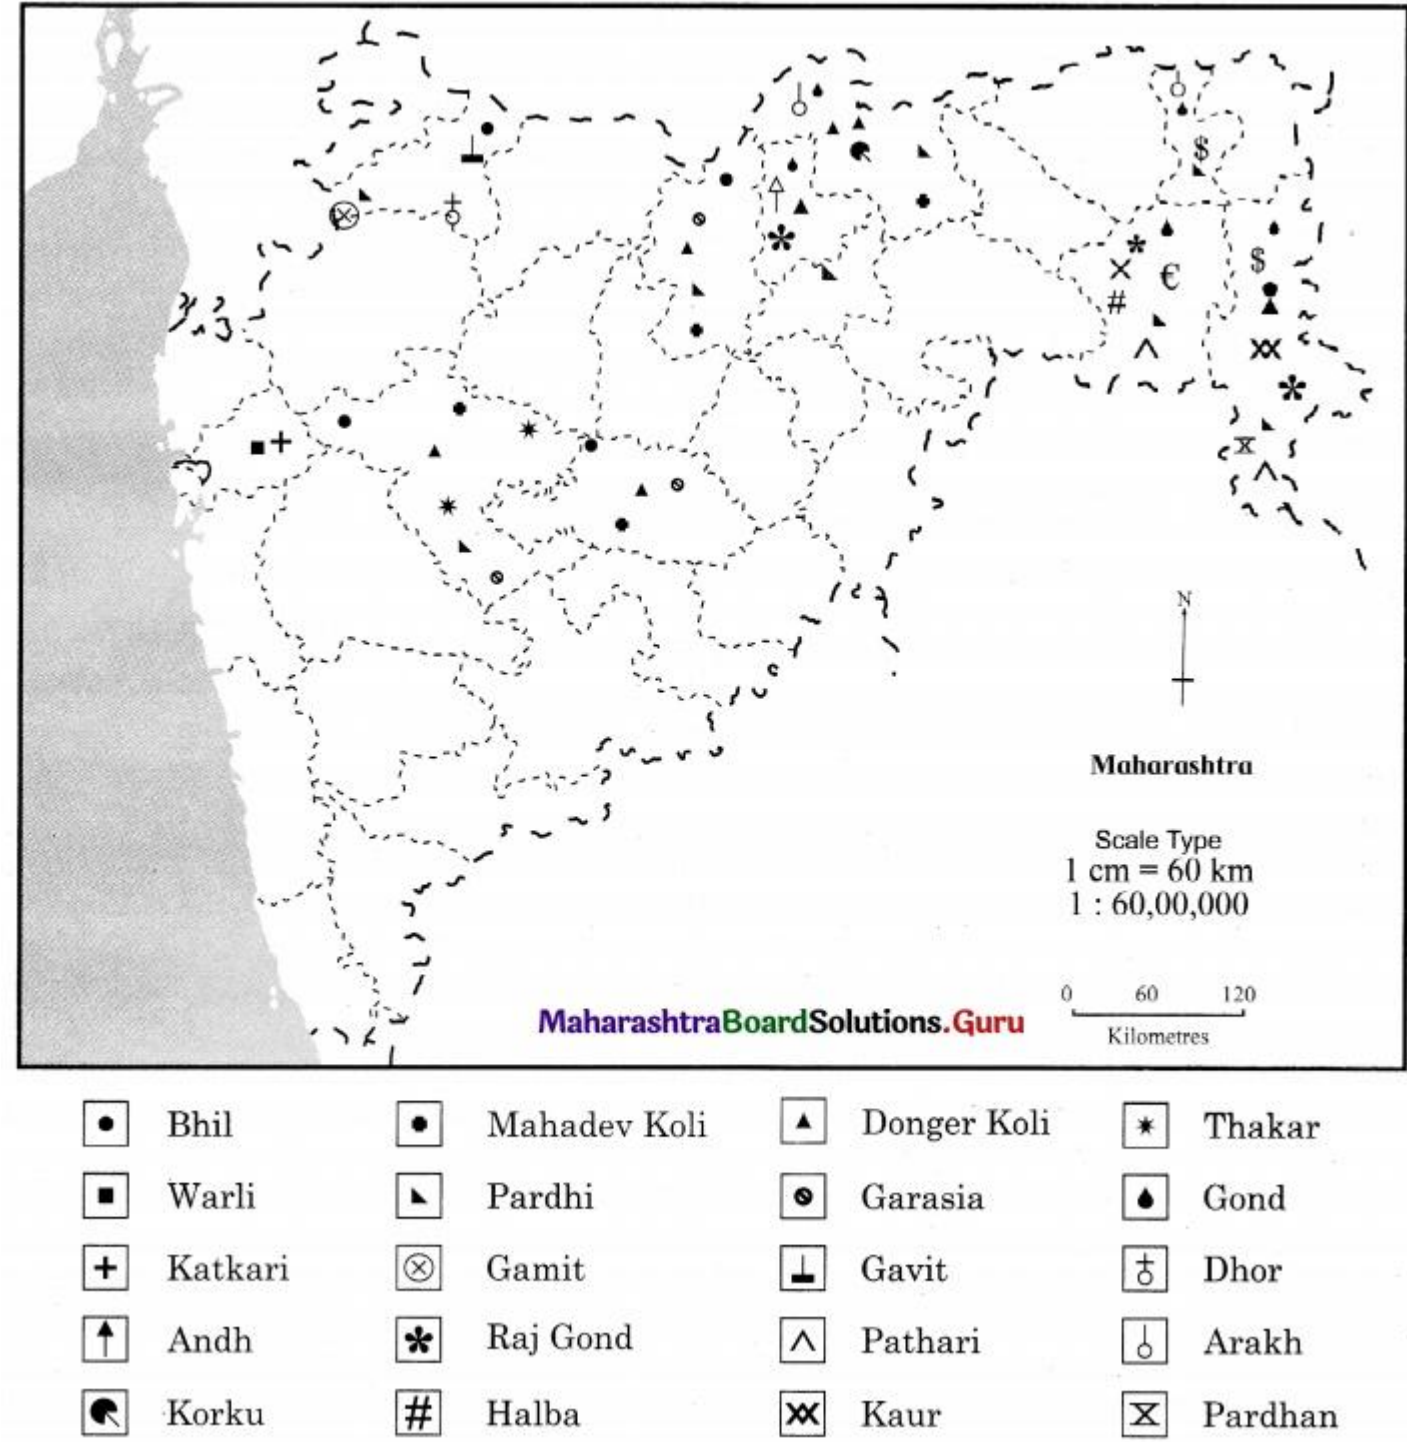 N
Maharashtra
Scale Type
1 cm = 60 km
1 : 60,00,000
0 60 120
Kilometres
MaharashtraBoardSolutions.Guru
Bhil Mahadev Koli Donger Koli Thakar
Warli Pardhi Garasia Gond
Katkari Gamit Gavit Dhor
Andh Raj Gond Pathari Arakh
Korku Halba Kaur Pardhan